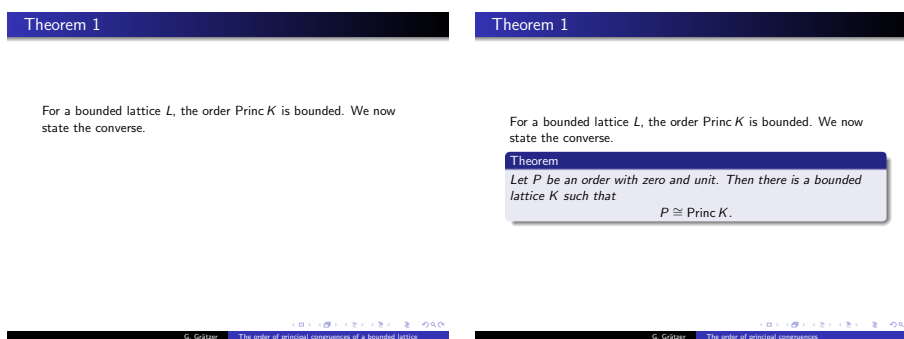 Theorem 1
For a bounded lattice L, the order Princ K is bounded. We now
state the converse.
G. Grätzer The order of principal congruences of a bounded lattice
Theorem 1
For a bounded lattice L, the order Princ K is bounded. We now
state the converse.
Theorem
Let P be an order with zero and unit. Then there is a bounded
lattice K such that
P ≅ Princ K.
G. Grätzer The order of principal congruences